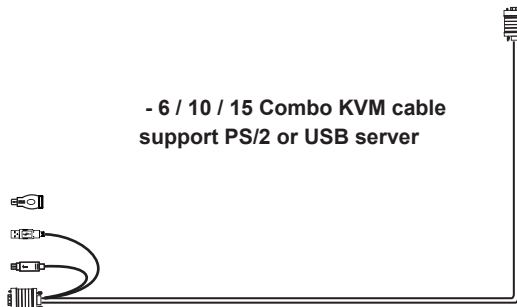 - 6 / 10 / 15 Combo KVM cable
support PS/2 or USB server